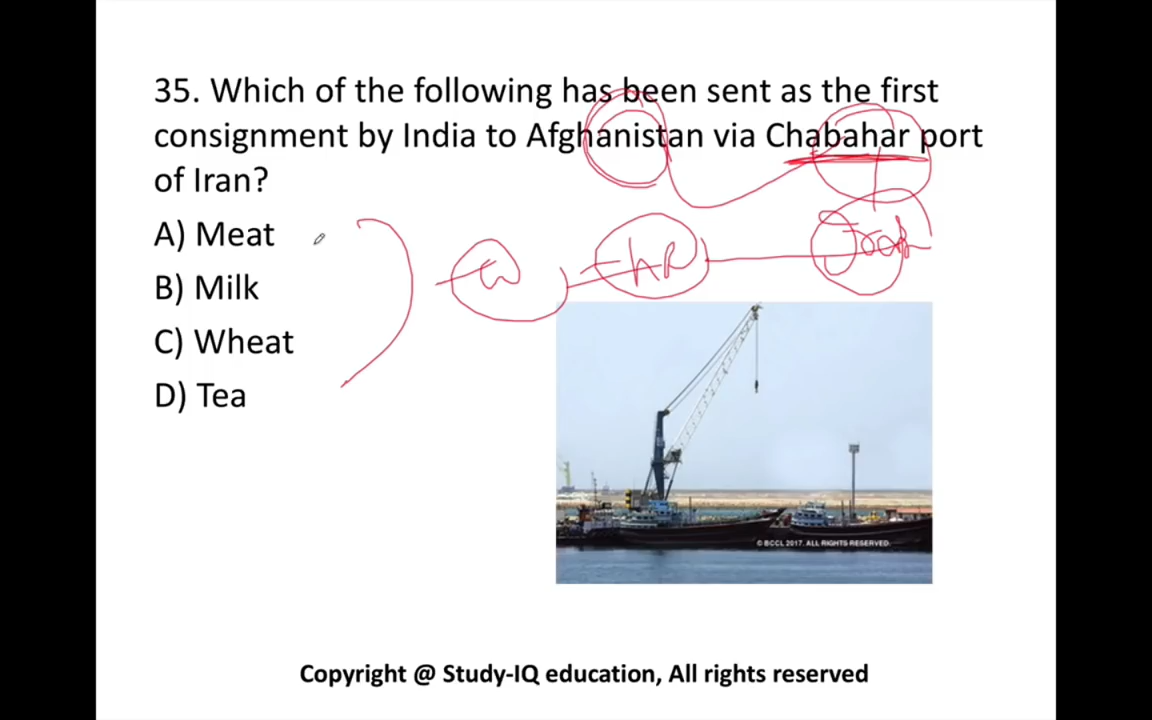 35. Which of the following has been sent as the first
consignment by India to Afghanistan via Chabahar port
of Iran?
A) Meat
B) Milk
C) Wheat
D) Tea
© BCCL 2017. ALL RIGHTS RESERVED.
Copyright @ Study-IQ education, All rights reserved